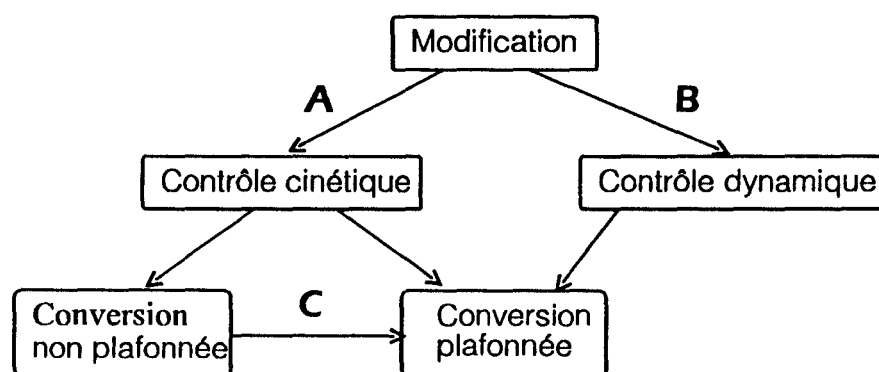 Modification
A
B
Contrôle cinétique
Contrôle dynamique
C
Conversion
non plafonnée
Conversion
plafonnée